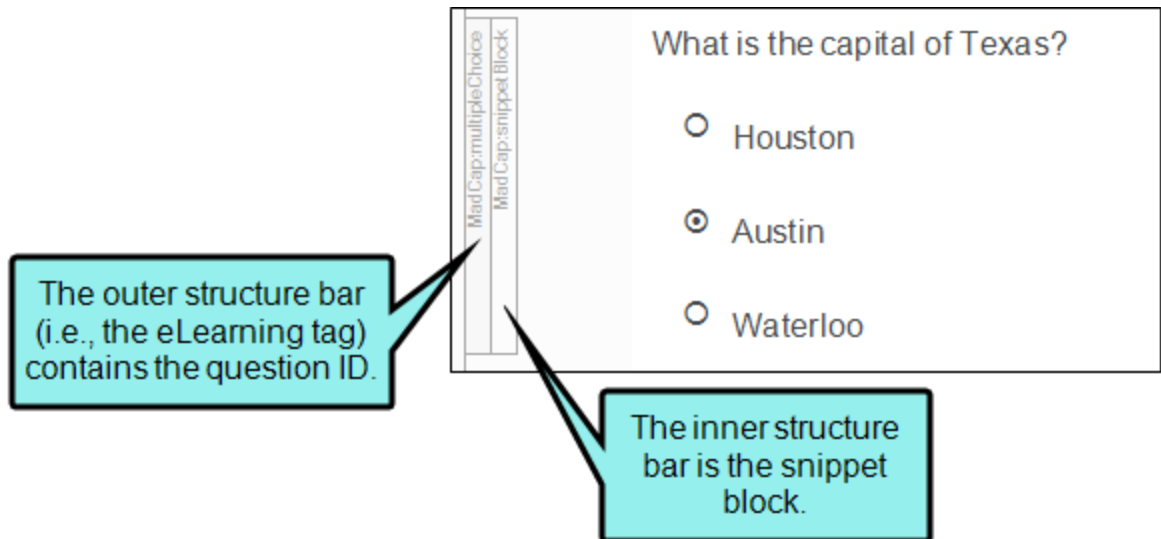 MadCap:multipleChoice
MadCap:snippetBlock
What is the capital of Texas?
Houston
Austin
Waterloo
The outer structure bar
(i.e., the eLearning tag)
contains the question ID.
The inner structure
bar is the snippet
block.